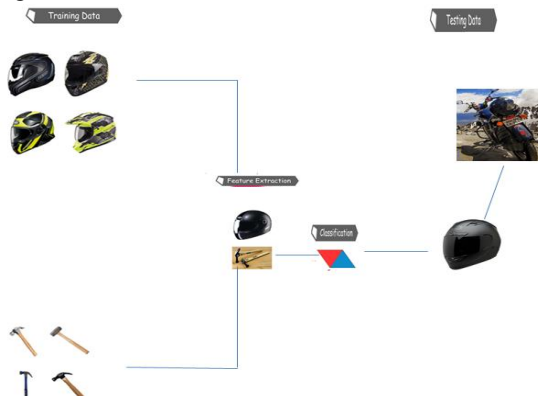 Training Data
Testing Data
Feature Extraction
Classification